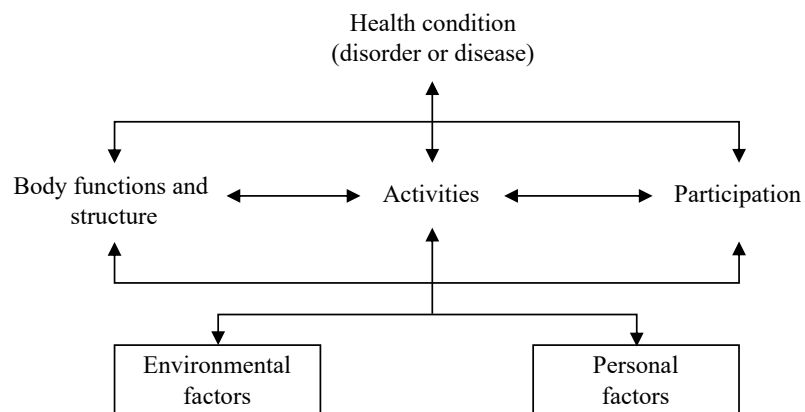 Health condition
(disorder or disease)
Body functions and
structure
Activities
Participation
Environmental
factors
Personal
factors